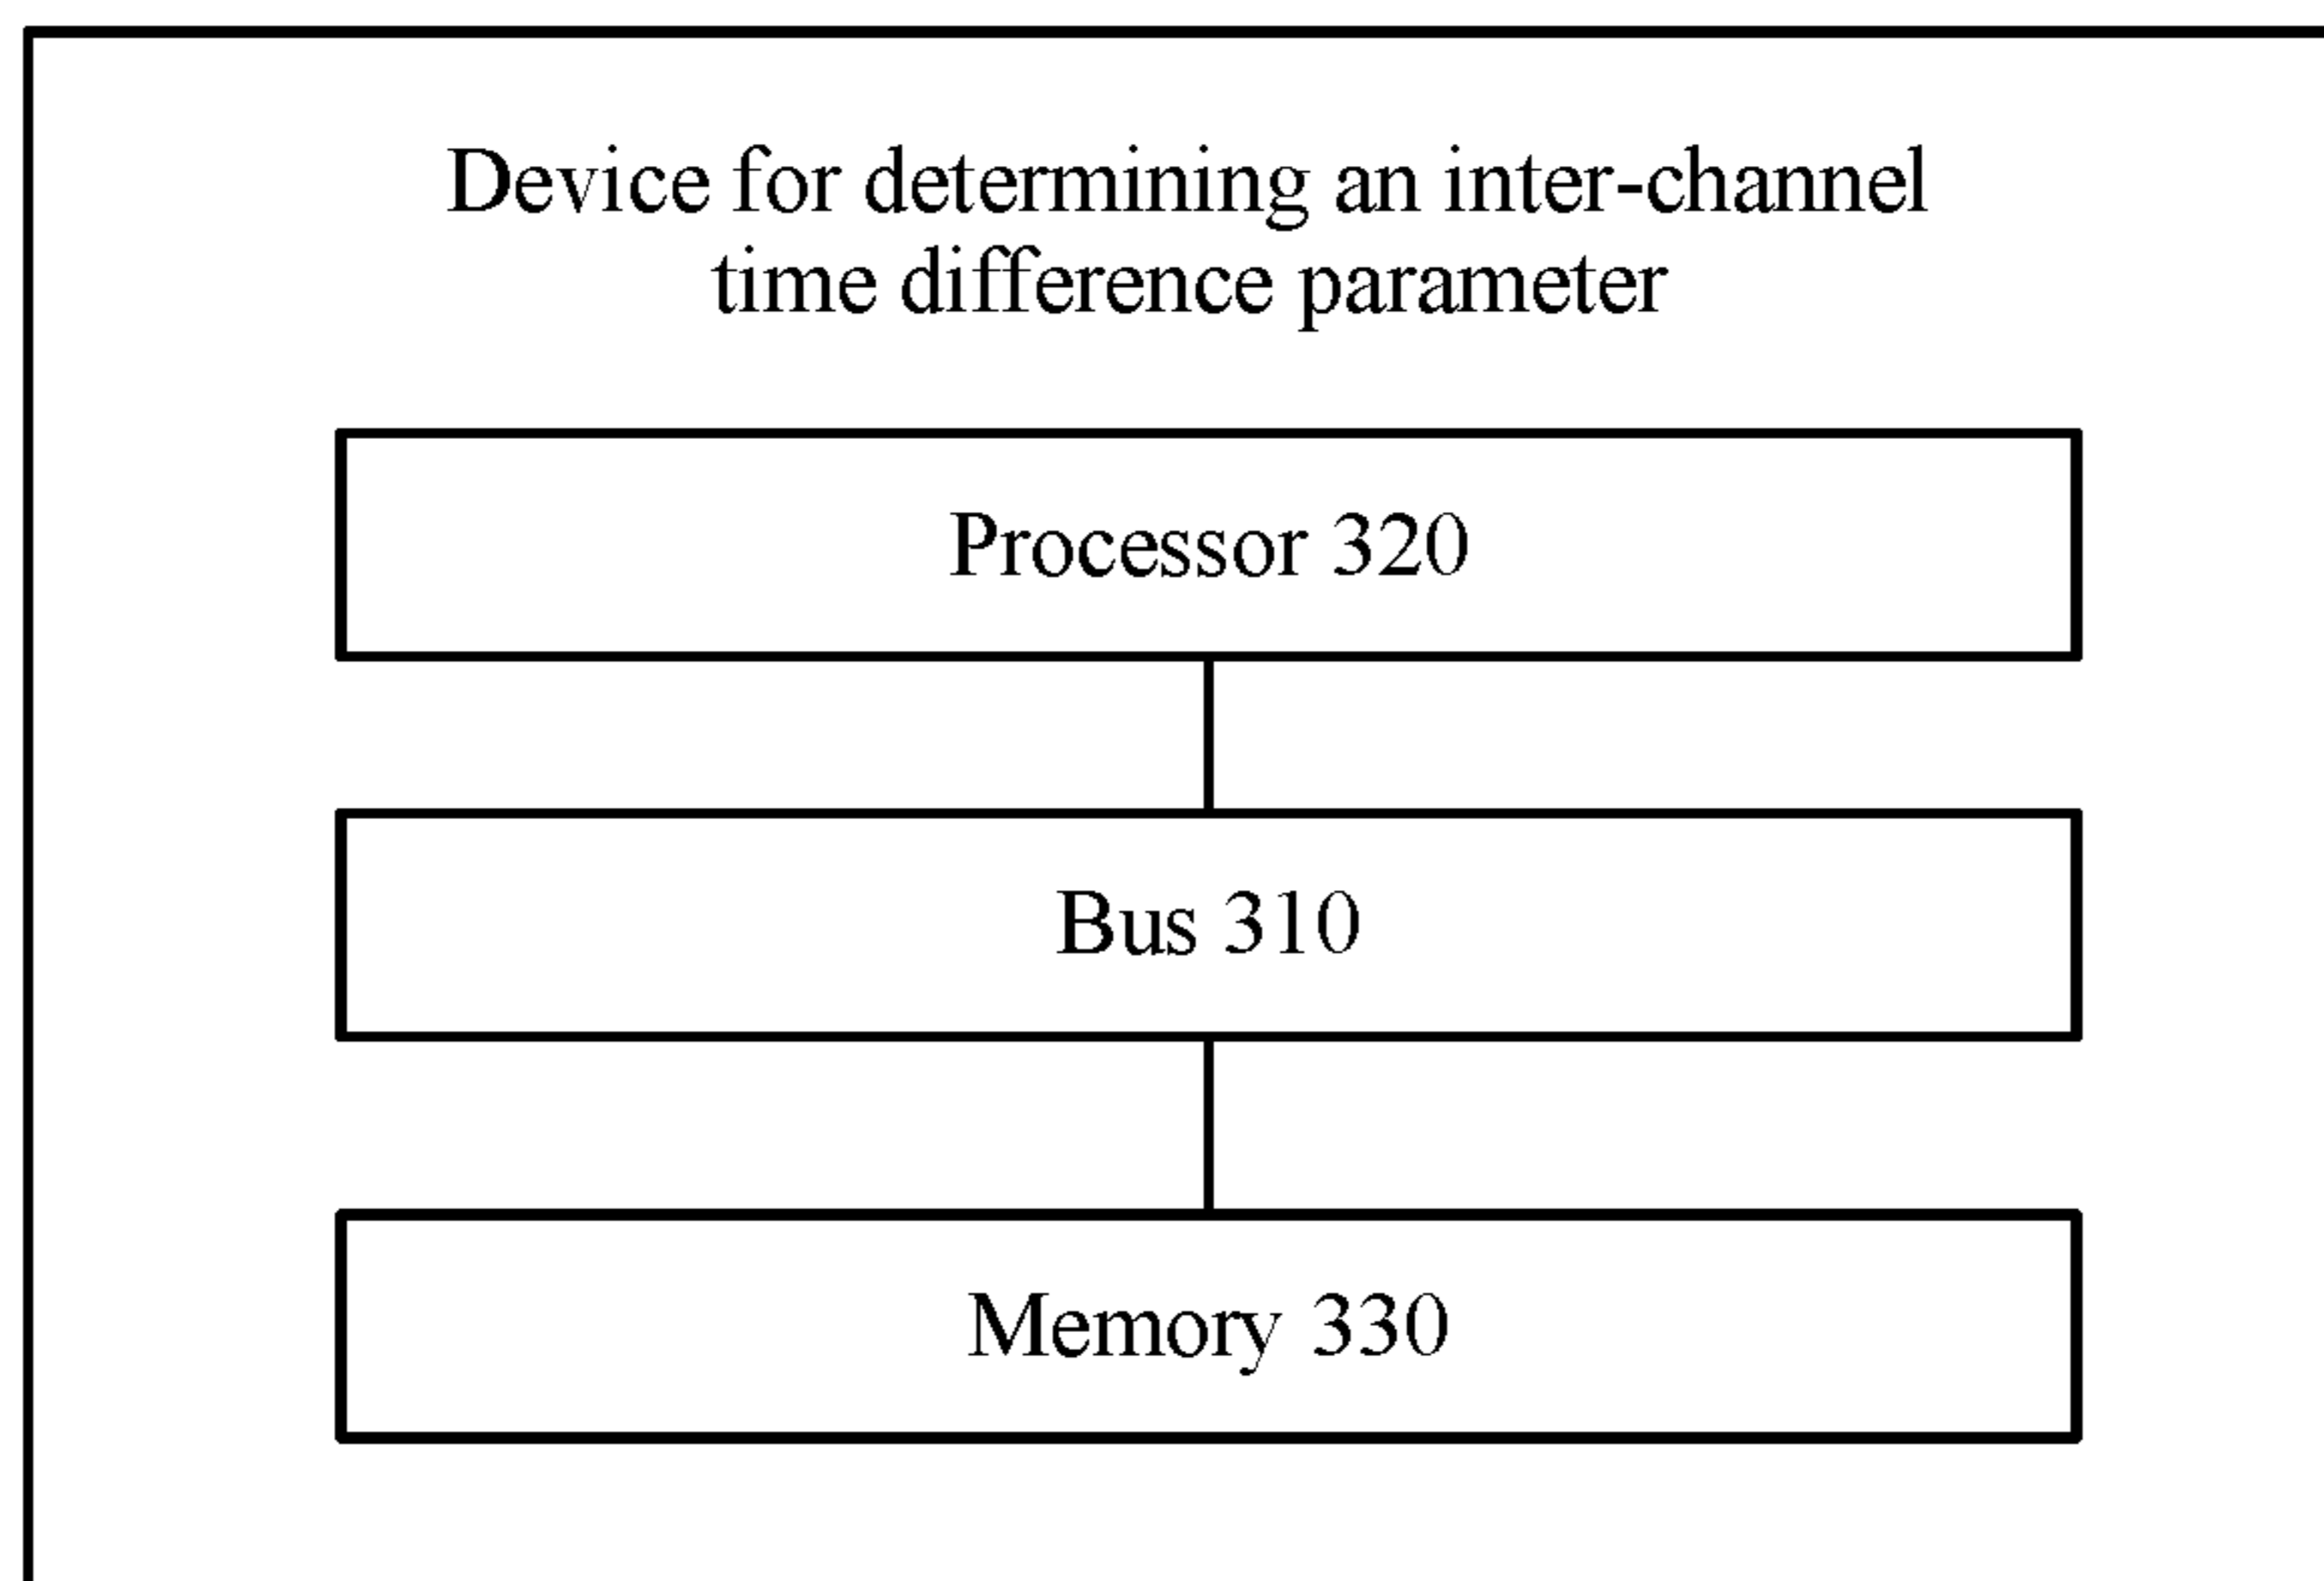 Device for determining an inter-channel
time difference parameter
Processor 320
Bus 310
Memory 330